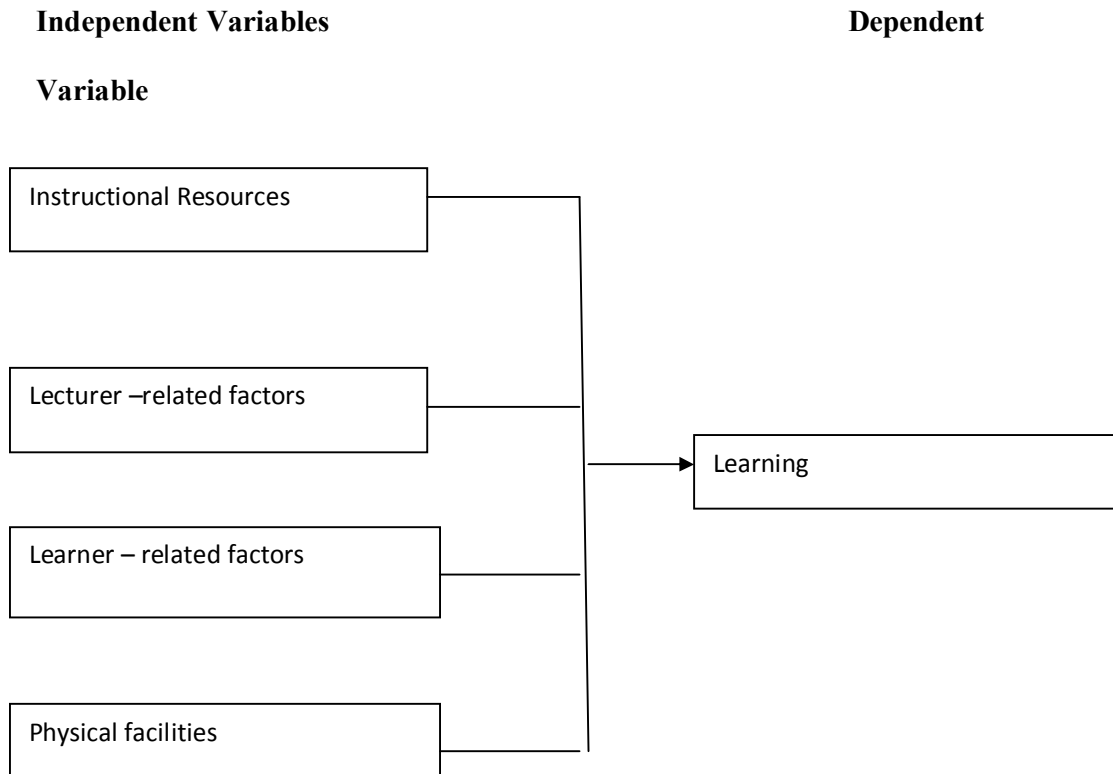 Independent Variables Dependent
Variable
Instructional Resources
Lecturer –related factors
Learning
Learner – related factors
Physical facilities